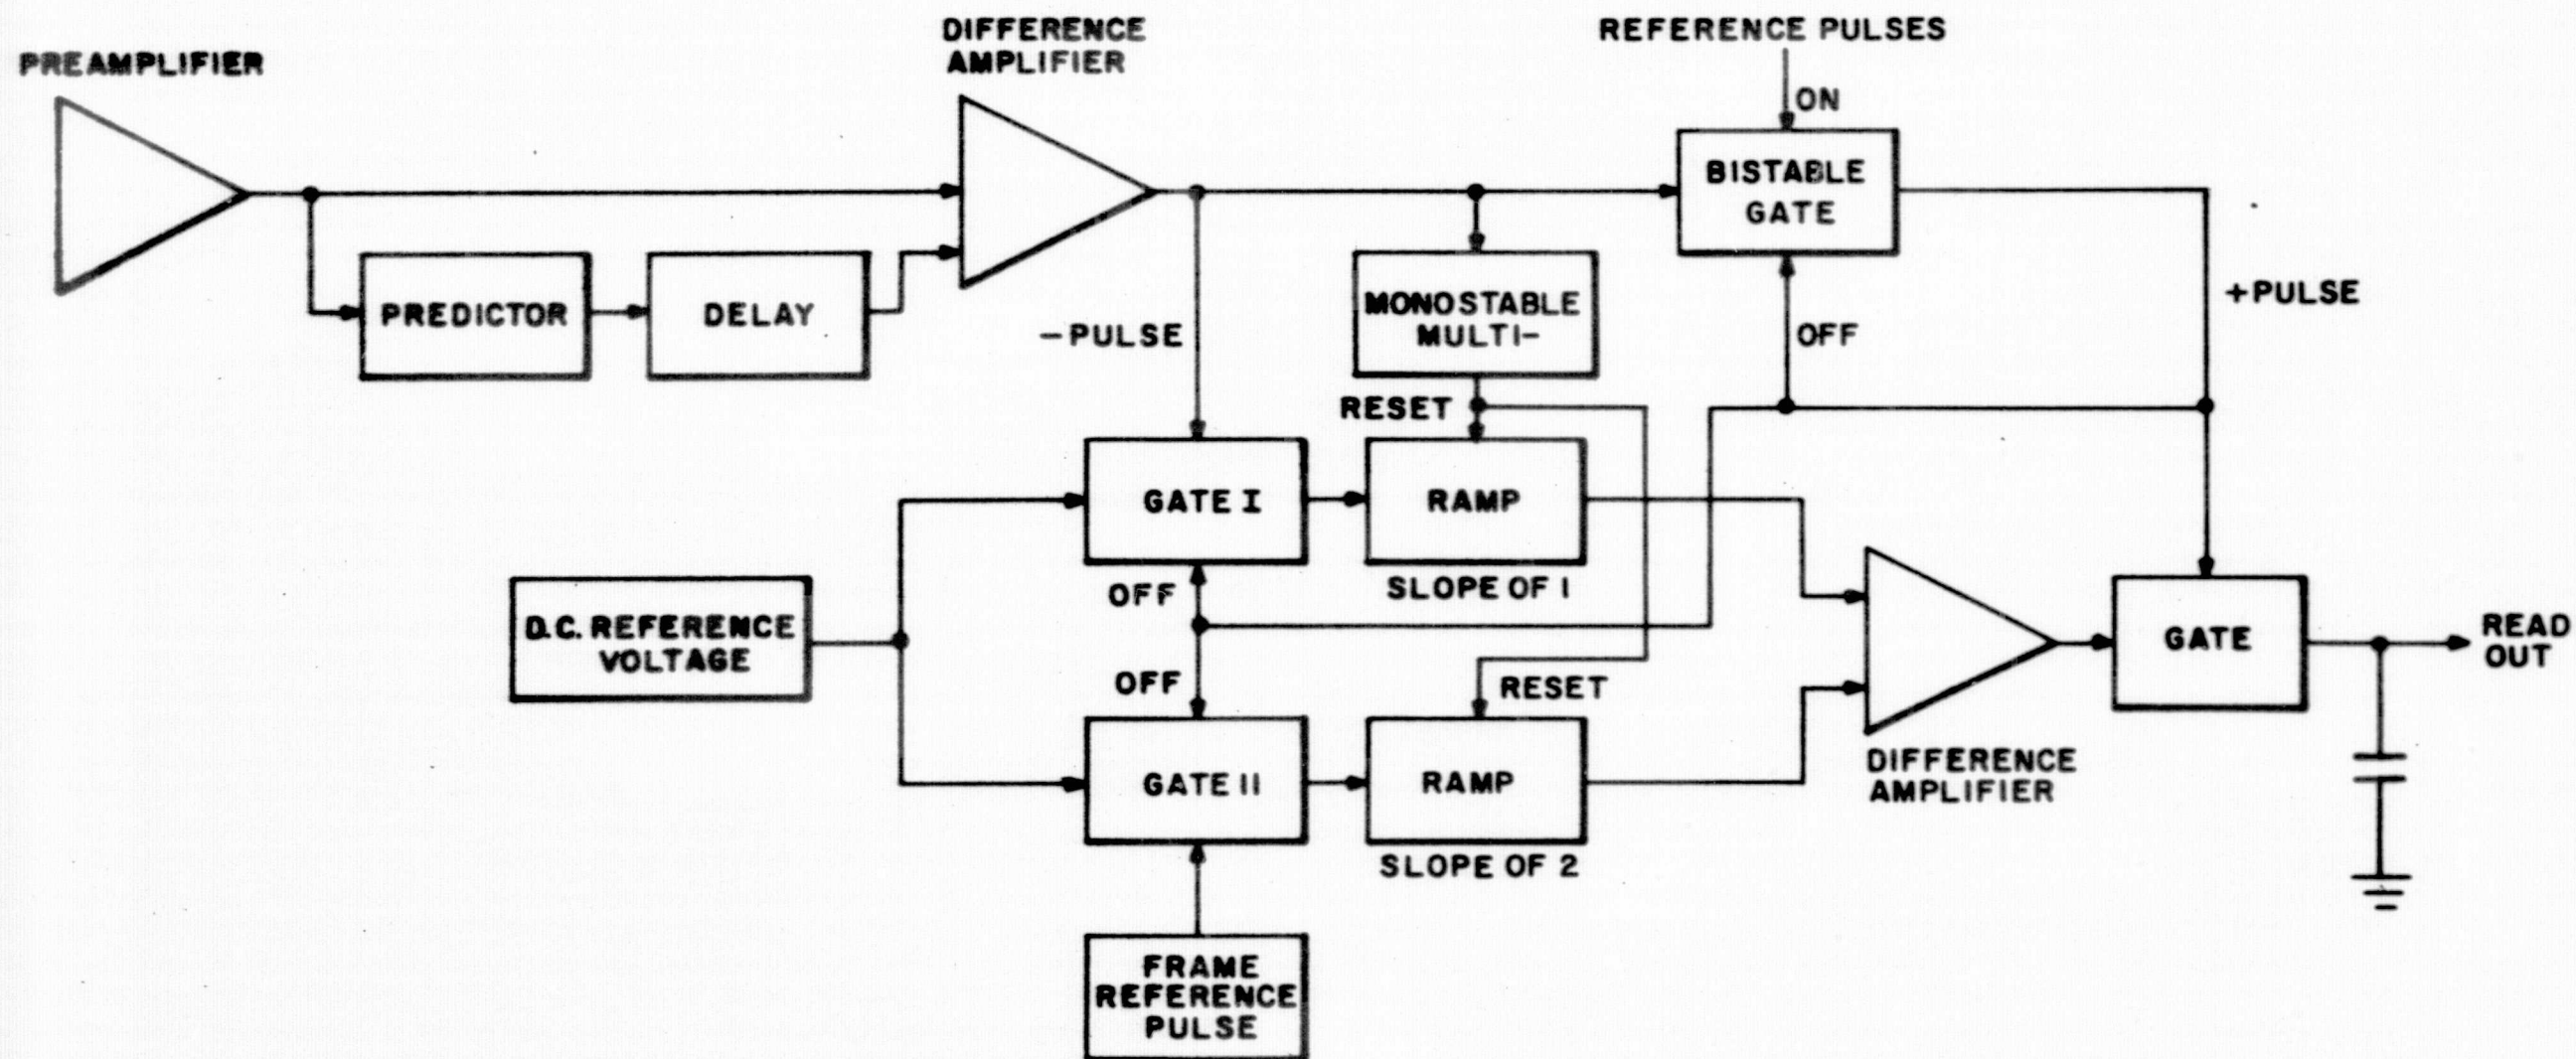 PREAMPLIFIER
DIFFERENCE
AMPLIFIER
REFERENCE PULSES
ON
BISTABLE
GATE
PREDICTOR
DELAY
-PULSE
MONOSTABLE
MULTI-
OFF
+PULSE
RESET
GATE I
RAMP
SLOPE OF 1
OFF
D.C. REFERENCE
VOLTAGE
OFF
RESET
GATE
READ
OUT
GATE II
RAMP
SLOPE OF 2
DIFFERENCE
AMPLIFIER
FRAME
REFERENCE
PULSE